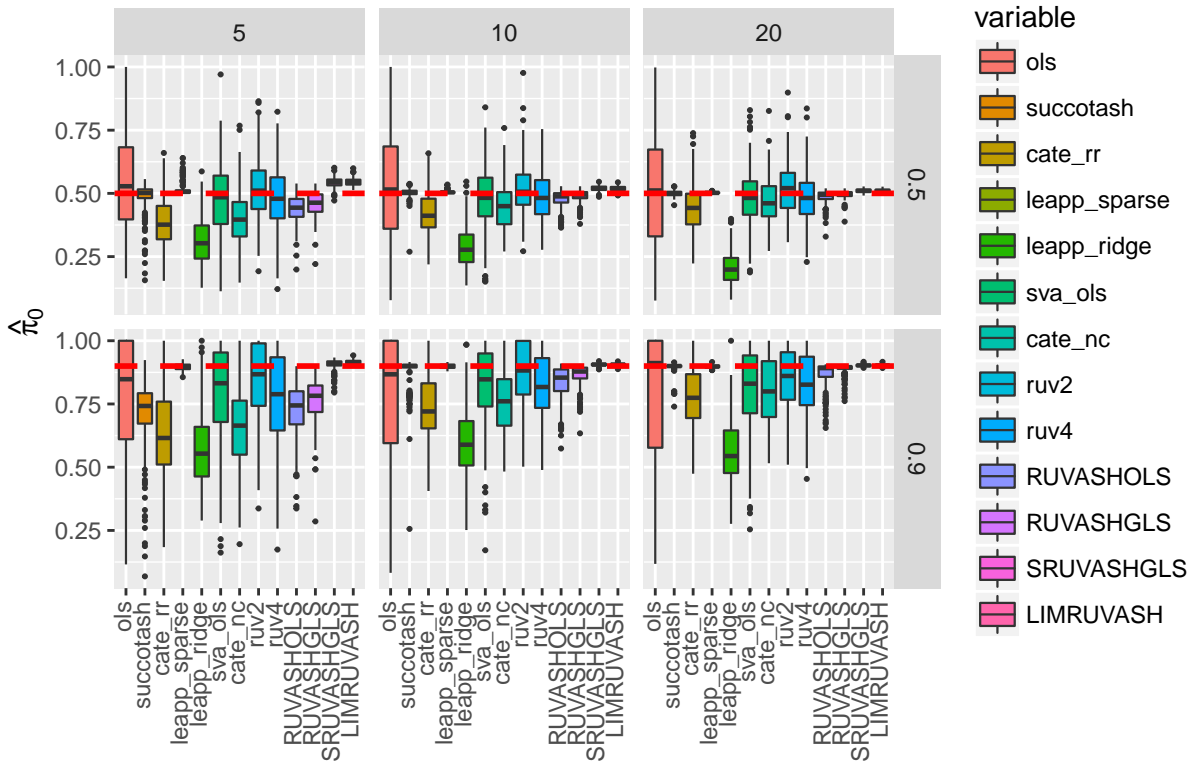 5
10
20
1.00
0.75
0.50
0.25
0.5
π̂0
1.00
0.75
0.50
0.25
0.9
ols
succotash
cate_rr
leapp_sparse
leapp_ridge
sva_ols
cate_nc
ruv2
ruv4
RUVASHOLS
RUVASHGLS
SRUVASHGLS
LIMRUVASH
ols
succotash
cate_rr
leapp_sparse
leapp_ridge
sva_ols
cate_nc
ruv2
ruv4
RUVASHOLS
RUVASHGLS
SRUVASHGLS
LIMRUVASH
ols
succotash
cate_rr
leapp_sparse
leapp_ridge
sva_ols
cate_nc
ruv2
ruv4
RUVASHOLS
RUVASHGLS
SRUVASHGLS
LIMRUVASH
variable
ols
succotash
cate_rr
leapp_sparse
leapp_ridge
sva_ols
cate_nc
ruv2
ruv4
RUVASHOLS
RUVASHGLS
SRUVASHGLS
LIMRUVASH